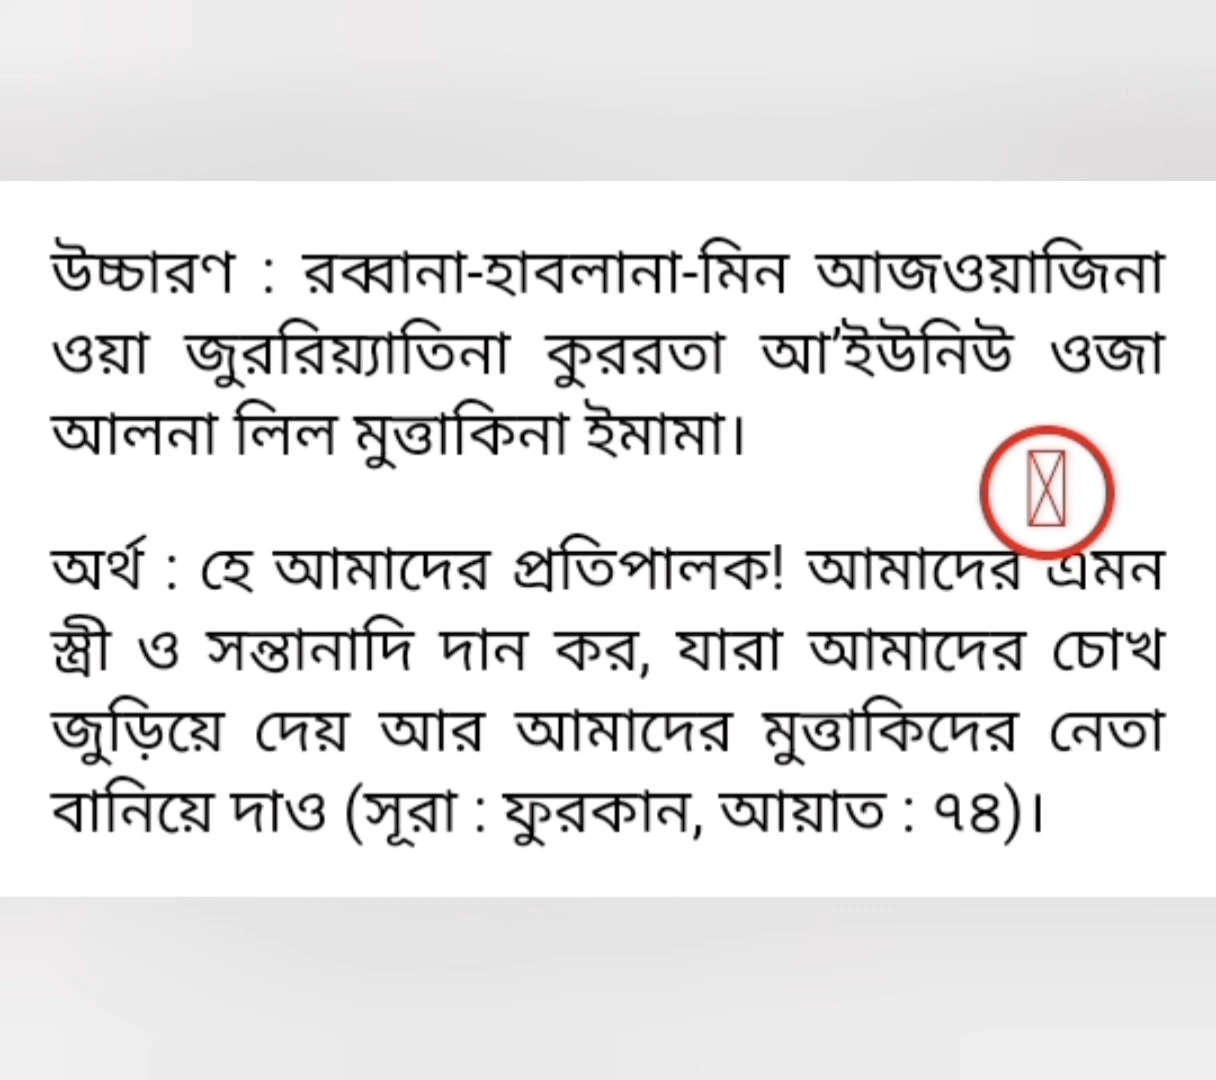 উচ্চারণ : রব্বানা-হাবলানা-মিন আজওয়াজিনা
ওয়া জুররিয়্যাতিনা কুররতা আ’ইউনিউ ওজা
আলনা লিল মুত্তাকিনা ইমামা।
অর্থ : হে আমাদের প্রতিপালক! আমাদের এমন
স্ত্রী ও সন্তানাদি দান কর, যারা আমাদের চোখ
জুড়িয়ে দেয় আর আমাদের মুত্তাকিদের নেতা
বানিয়ে দাও (সূরা : ফুরকান, আয়াত : ৭৪)।